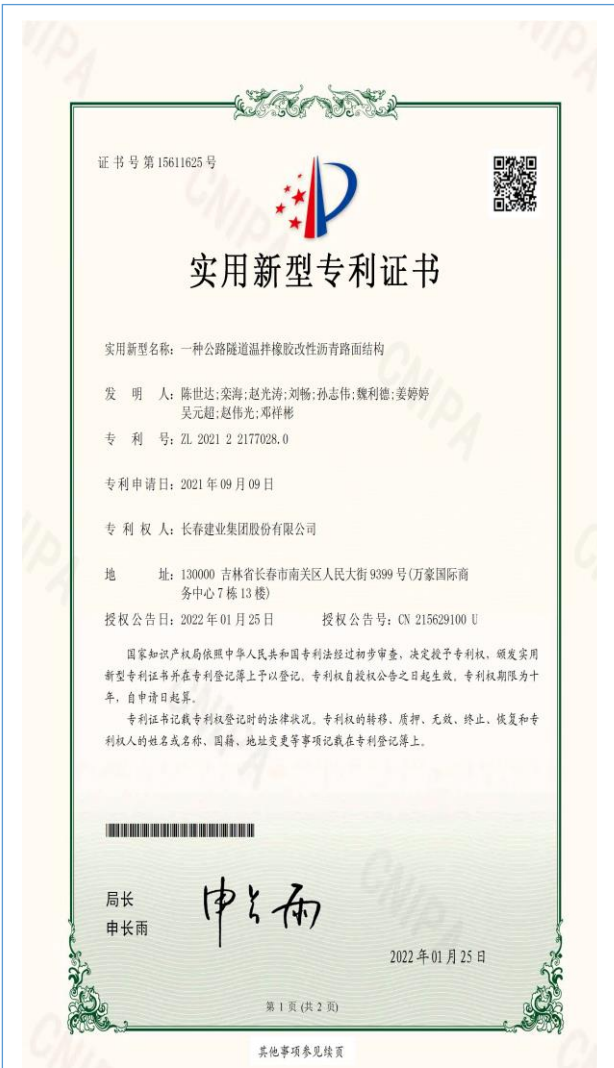 证书号第15611625号
实用新型专利证书
实用新型名称：一种公路隧道温拌橡胶改性沥青路面结构
发明人：陈世达;栾海;赵光涛;刘畅;孙志伟;魏利德;姜婷婷
吴元超;赵伟光;邓祥彬
专利号：ZL 2021 2 2177028.0
专利申请日：2021年09月09日
专利权人：长春建业集团股份有限公司
地址：130000 吉林省长春市南关区人民大街9399号(万豪国际商
务中心7栋13楼)
授权公告日：2022年01月25日 授权公告号：CN 215629100 U
国家知识产权局依照中华人民共和国专利法经过初步审查，决定授予专利权，颁发实用
新型专利证书并在专利登记簿上予以登记。专利权自授权公告之日起生效。专利权期限为十
年，自申请日起算。
专利证书记载专利权登记时的法律状况。专利权的转移、质押、无效、终止、恢复和专
利权人的姓名或名称、国籍、地址变更等事项记载在专利登记簿上。
局长
申长雨
申长雨
2022年01月25日
第1页(共2页)
其他事项参见续页
CNIPA